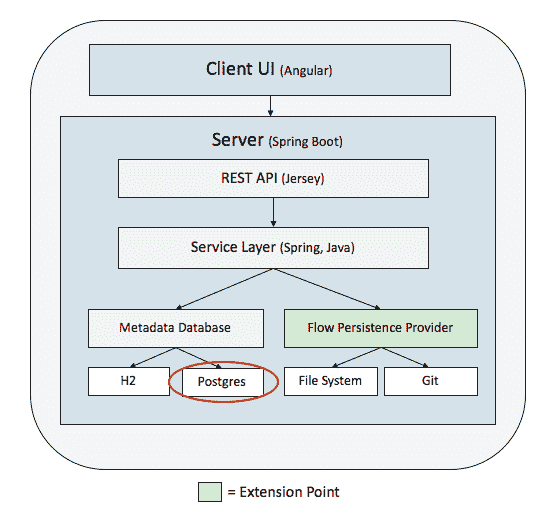 Client UI (Angular)
Server (Spring Boot)
REST API (Jersey)
Service Layer (Spring, Java)
Metadata Database
Flow Persistence Provider
H2
Postgres
File System
Git
= Extension Point